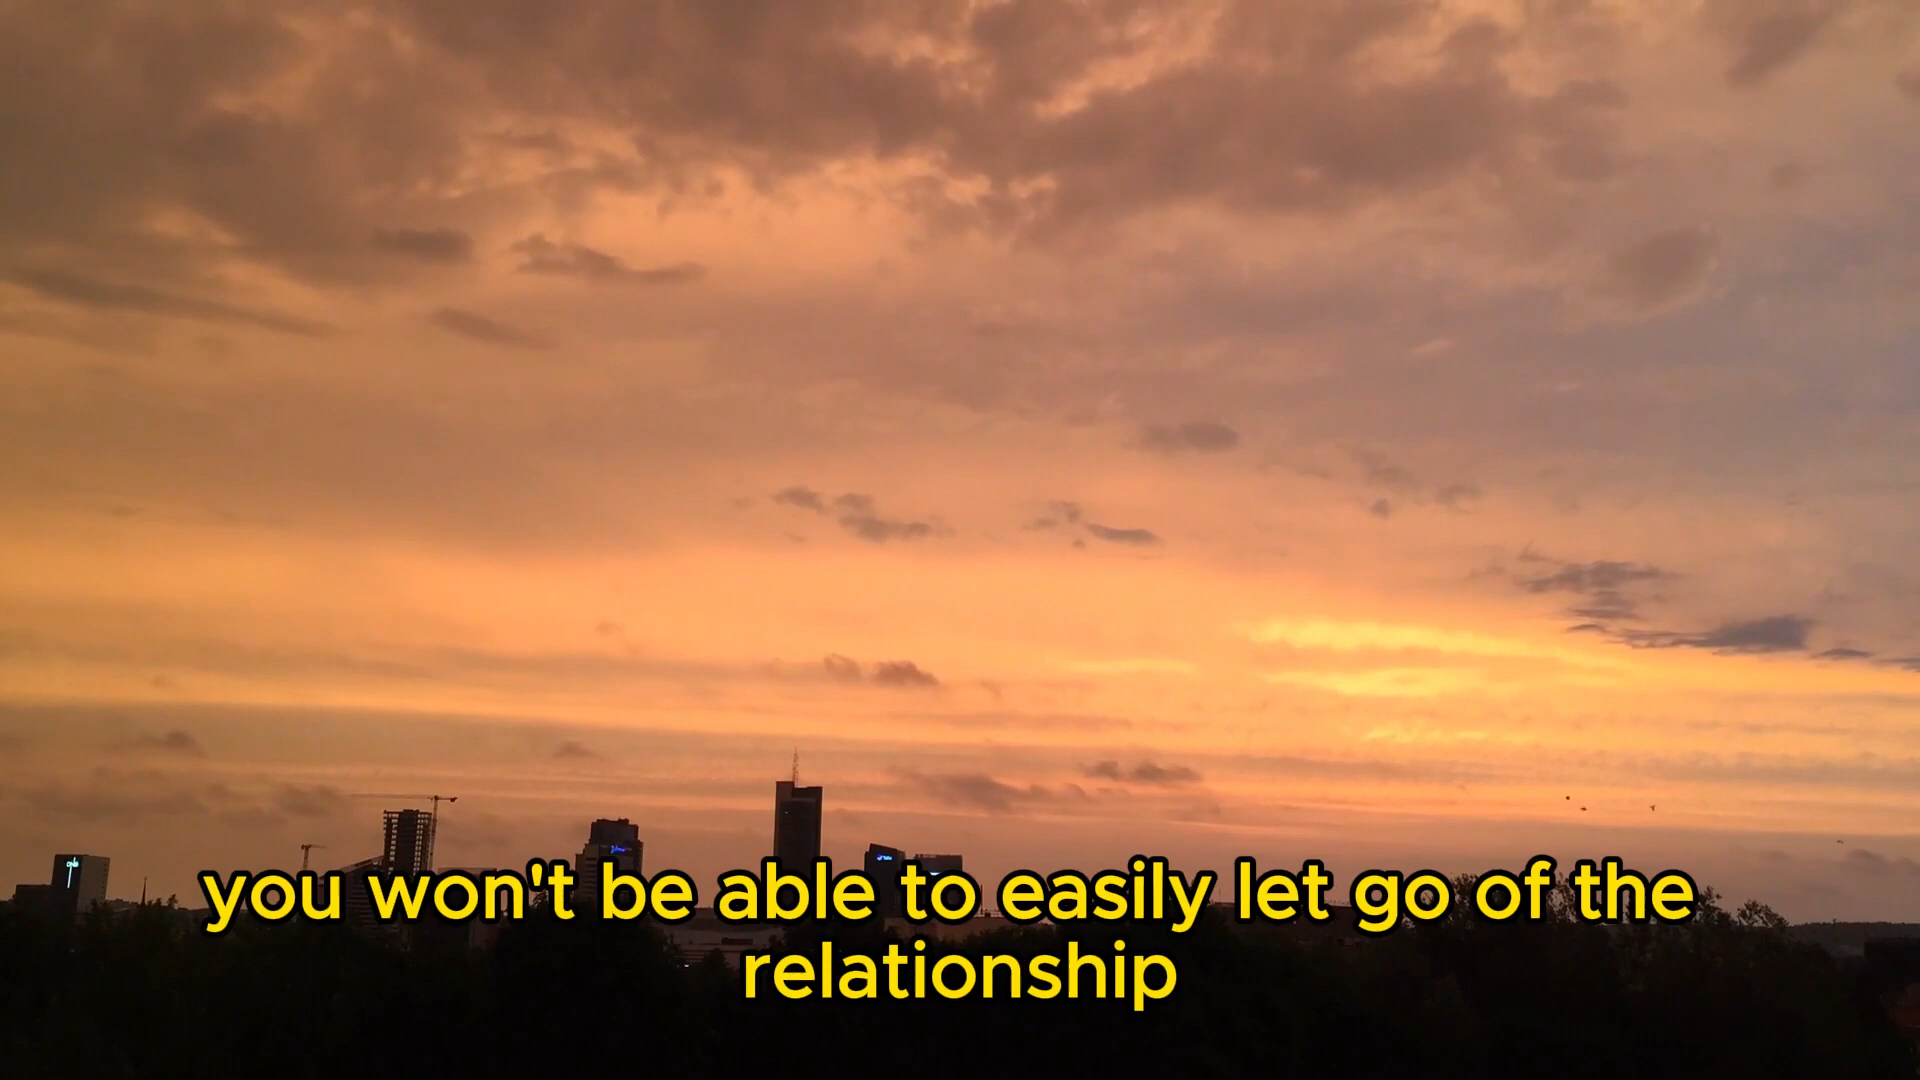 you won't be able to easily let go of the
relationship